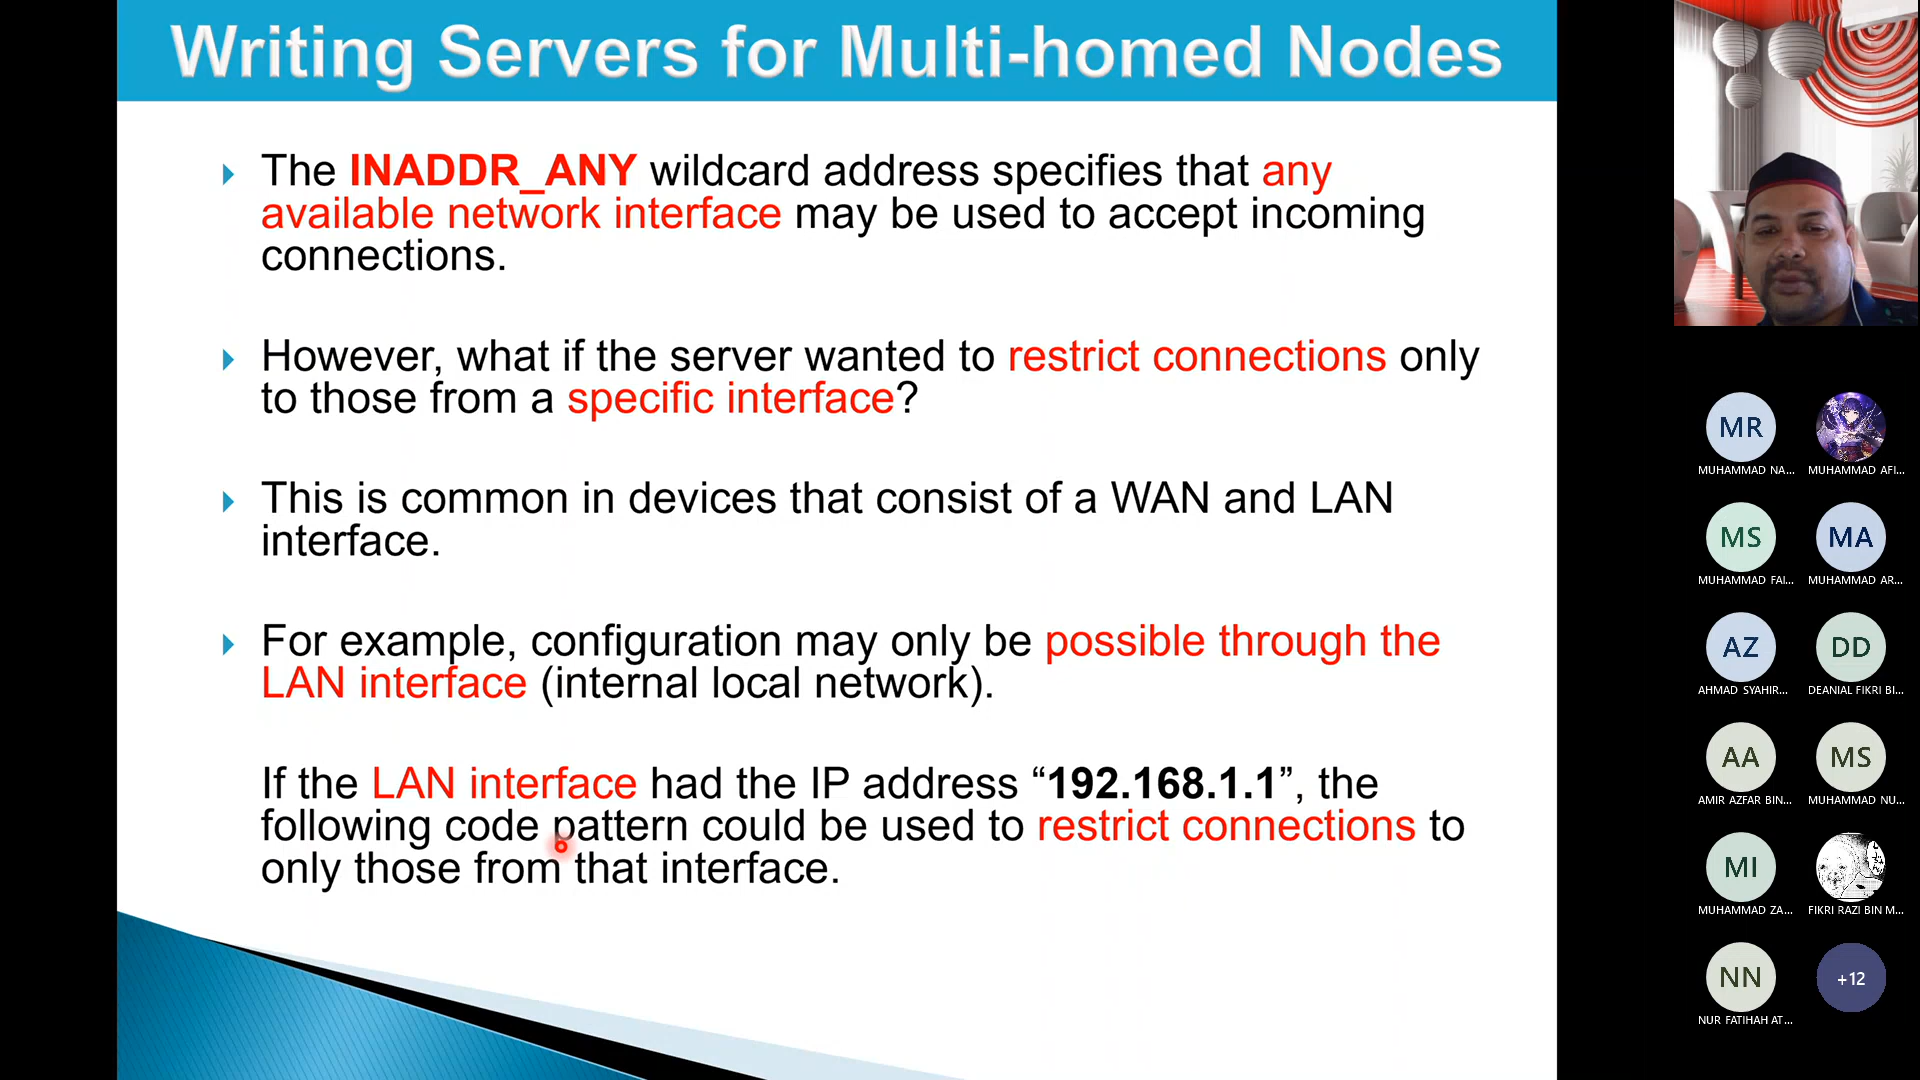 Writing Servers for Multi-homed Nodes
The INADDR_ANY wildcard address specifies that any
available network interface may be used to accept incoming
connections.
However, what if the server wanted to restrict connections only
to those from a specific interface?
This is common in devices that consist of a WAN and LAN
interface.
For example, configuration may only be possible through the
LAN interface (internal local network).
If the LAN interface had the IP address “192.168.1.1”, the
following code pattern could be used to restrict connections to
only those from that interface.
MR
MUHAMMAD NA...
MUHAMMAD AFI...
MS
MA
MUHAMMAD FAI...
MUHAMMAD AR...
AZ
DD
AHMAD SYAHIR...
DEANIAL FIKRI BI...
AA
MS
AMIR AZFAR BIN...
MUHAMMAD NU...
MI
MUHAMMAD ZA...
FIKRI RAZI BIN M...
NN
+12
NUR FATIHAH AT...